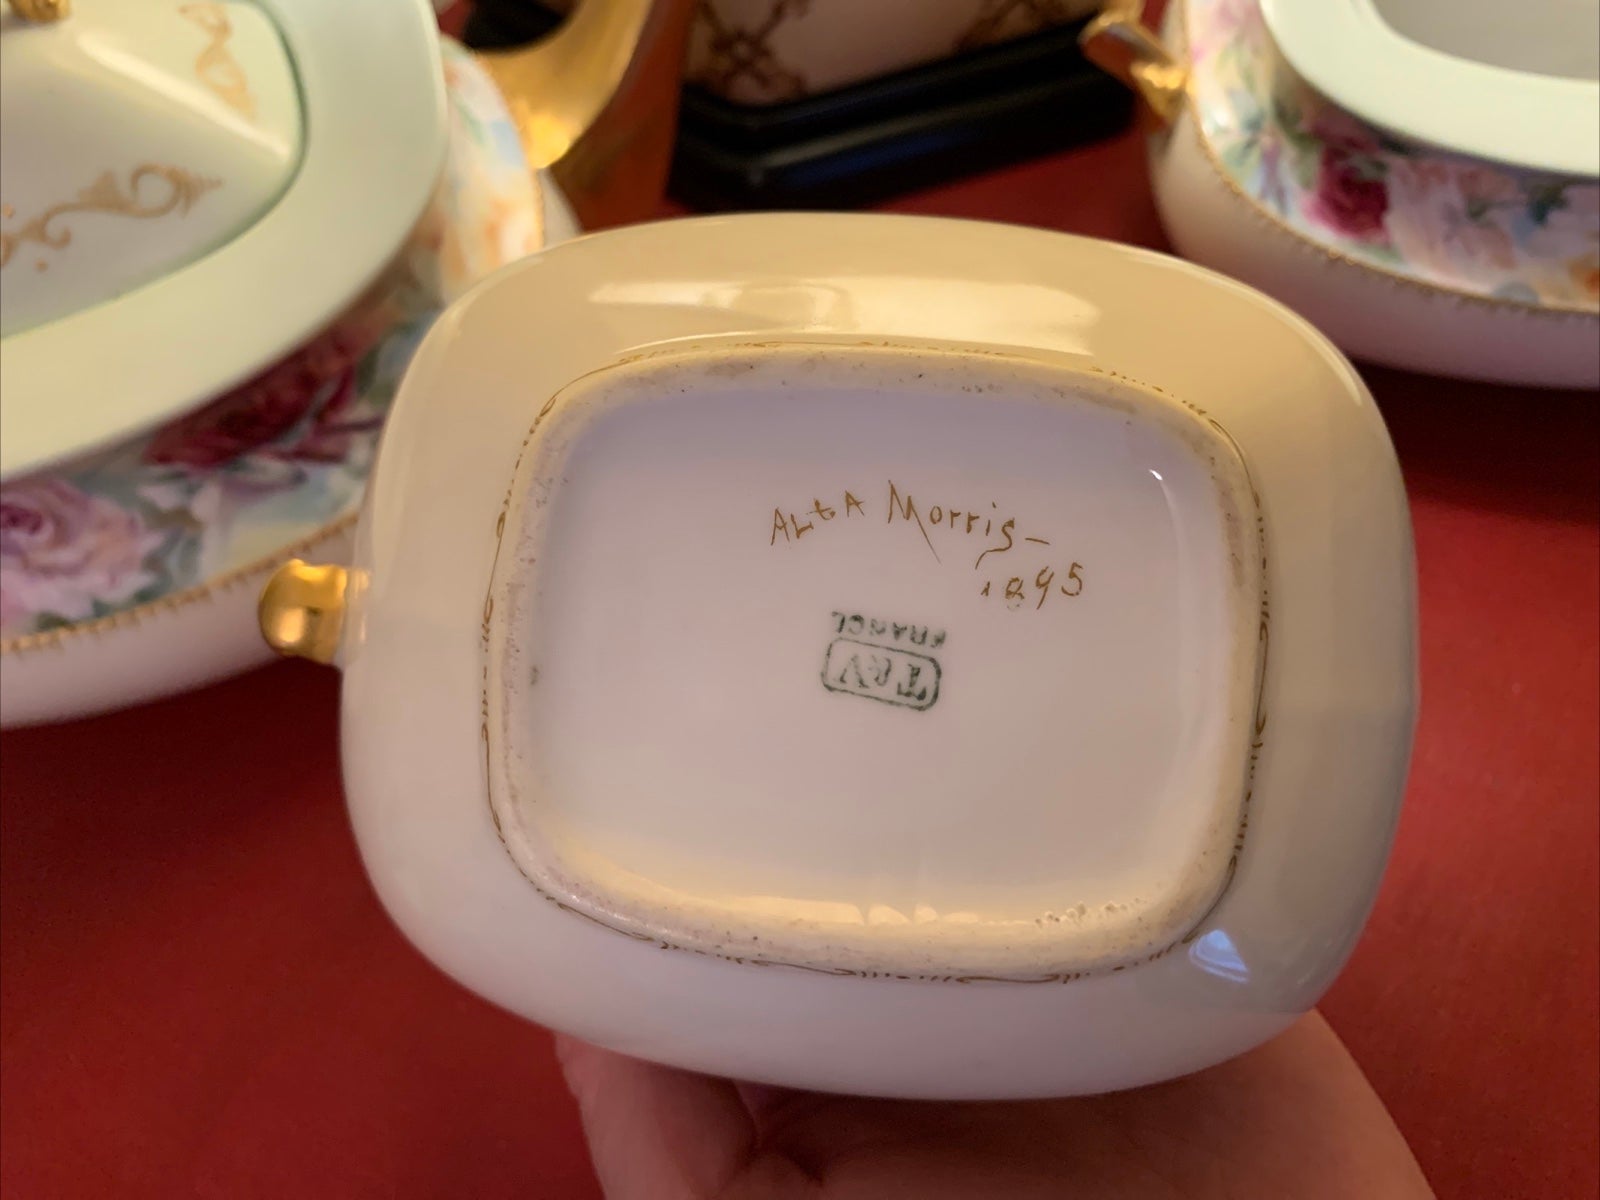 ALtA Morris-
1895
T&V
FRANCE